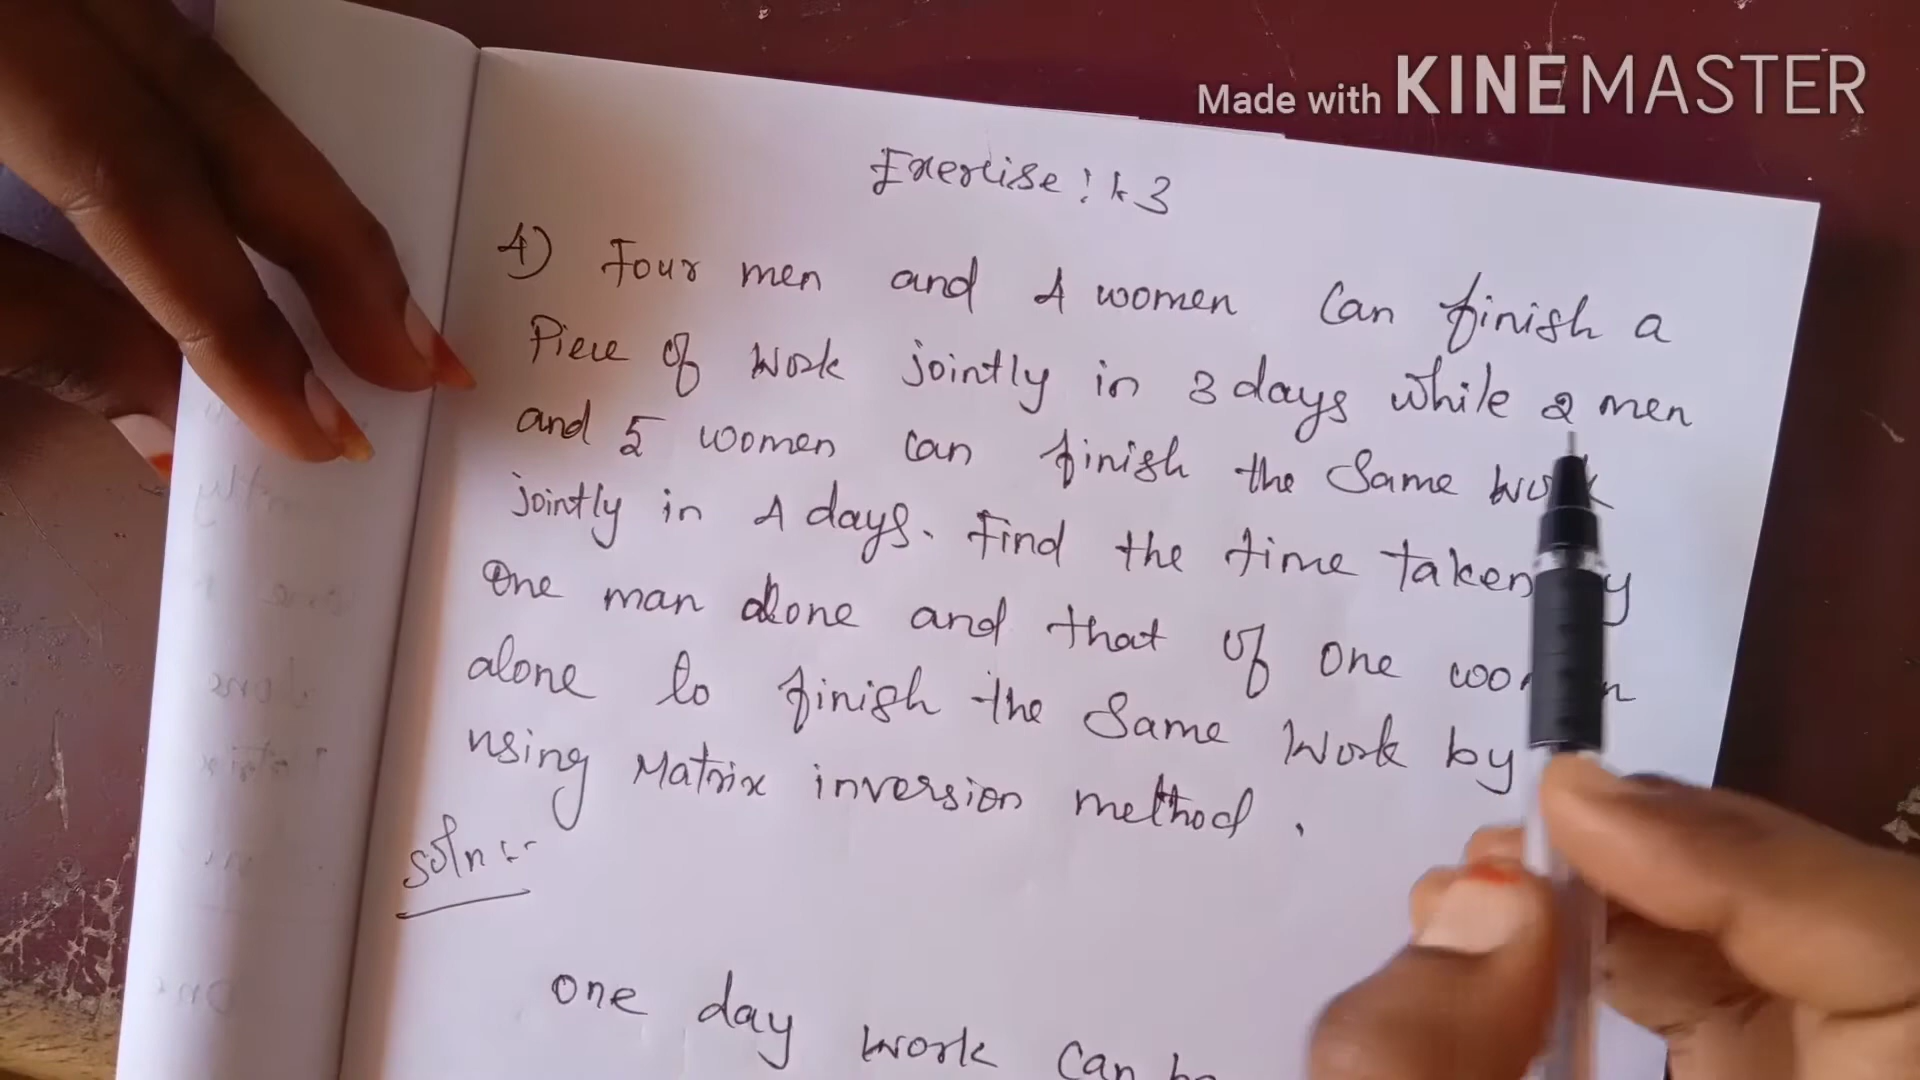 Made with KINEMASTER
Exercise: 1.3
4) Four men and 4 women can finish a
Piece of work jointly in 3 days while 2 men
and 5 women can finish the same work
jointly in 4 days. Find the time taken
One man alone and that of one
alone to finish the same work by
using Matrix inversion method.
Soln:-
one day work can